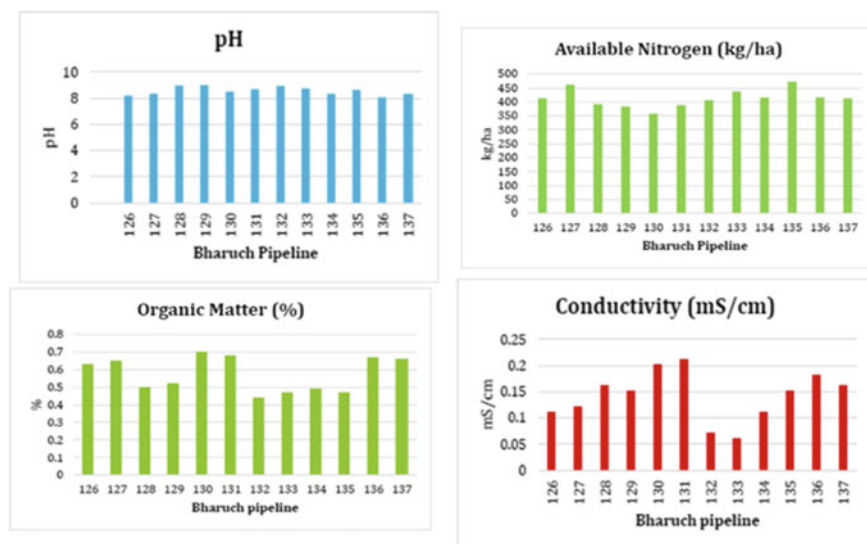 pH
10
8
6
4
2
0
pH
126 127 128 129 130 131 132 133 134 135 136 137
Bharuch Pipeline
Available Nitrogen (kg/ha)
500
450
400
350
300
250
200
150
100
50
0
kg/ha
126 127 128 129 130 131 132 133 134 135 136 137
Bharuch Pipeline
Organic Matter (%)
0.8
0.7
0.6
0.5
0.4
0.3
0.2
0.1
0
%
126 127 128 129 130 131 132 133 134 135 136 137
Bharuch pipeline
Conductivity (mS/cm)
0.25
0.2
0.15
0.1
0.05
0
mS/cm
126 127 128 129 130 131 132 133 134 135 136 137
Bharuch pipeline